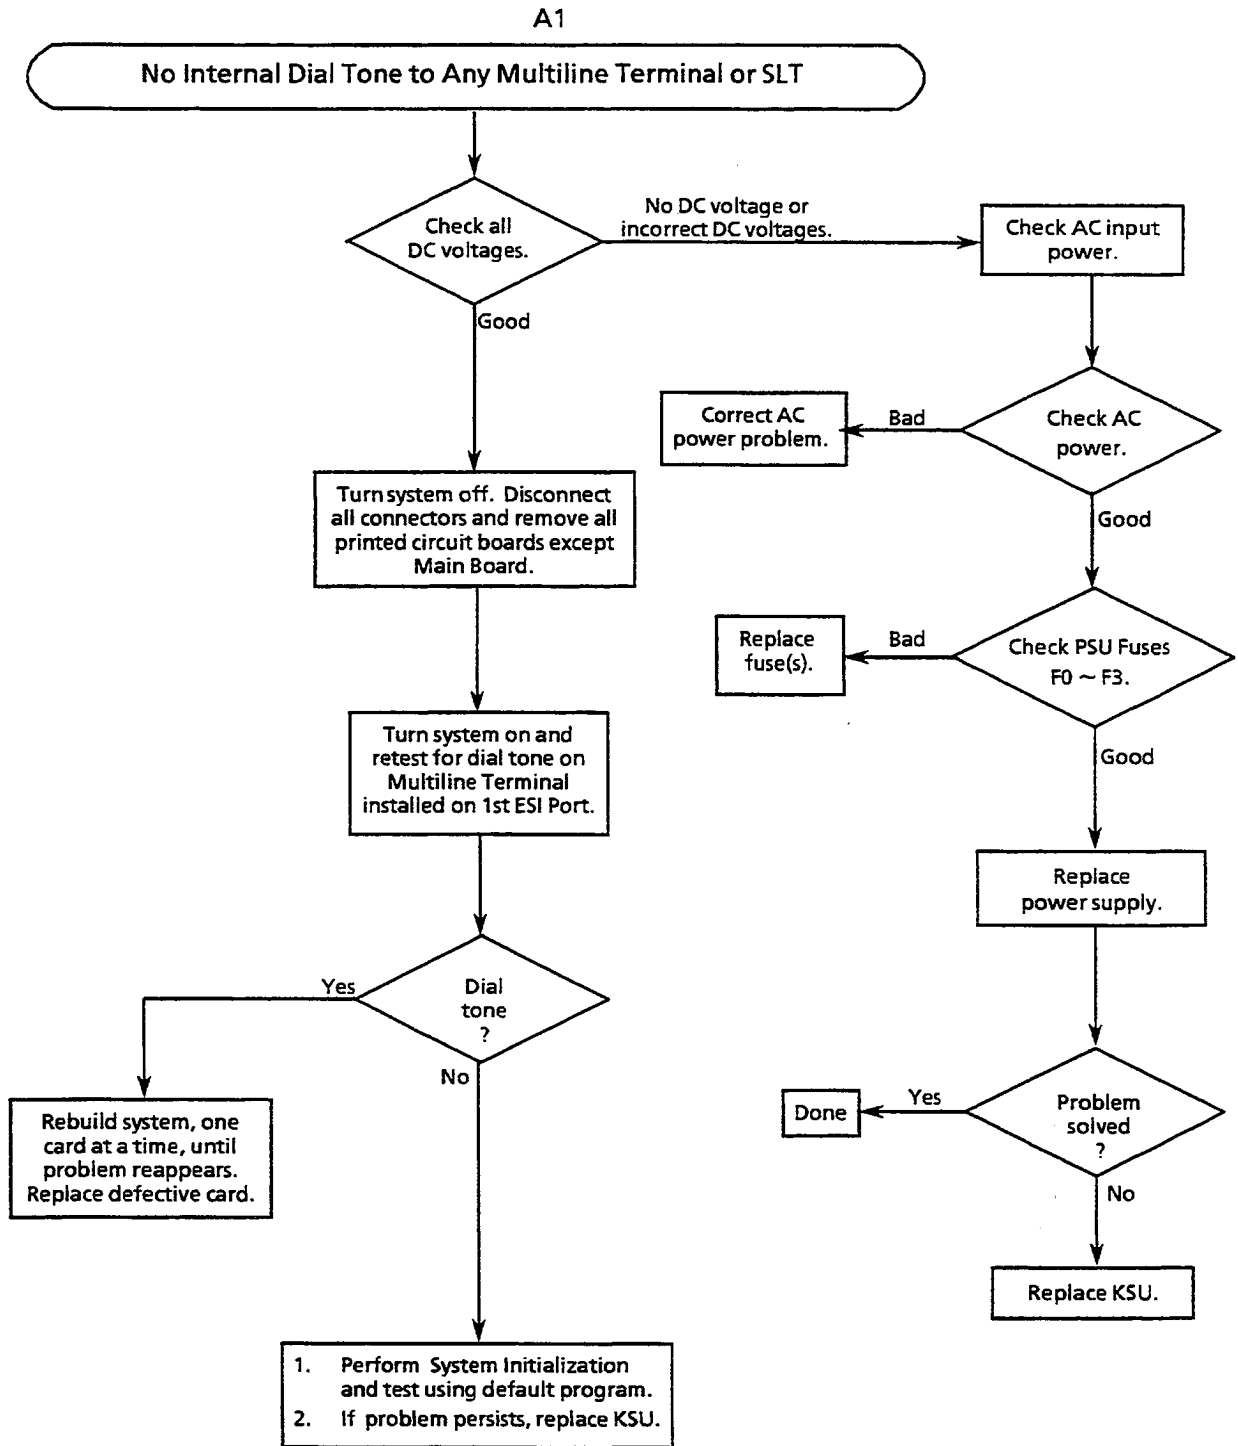 A1
No Internal Dial Tone to Any Multiline Terminal or SLT
Check all
DC voltages.
No DC voltage or
incorrect DC voltages.
Check AC input
power.
Good
Correct AC
power problem.
Bad
Check AC
power.
Good
Turn system off. Disconnect
all connectors and remove all
printed circuit boards except
Main Board.
Replace
fuse(s).
Bad
Check PSU Fuses
F0 ~ F3.
Good
Turn system on and
retest for dial tone on
Multiline Terminal
installed on 1st ESI Port.
Replace
power supply.
Yes
Dial
tone
?
No
Done
Yes
Problem
solved
?
No
Rebuild system, one
card at a time, until
problem reappears.
Replace defective card.
Replace KSU.
1. Perform System Initialization
and test using default program.
2. If problem persists, replace KSU.